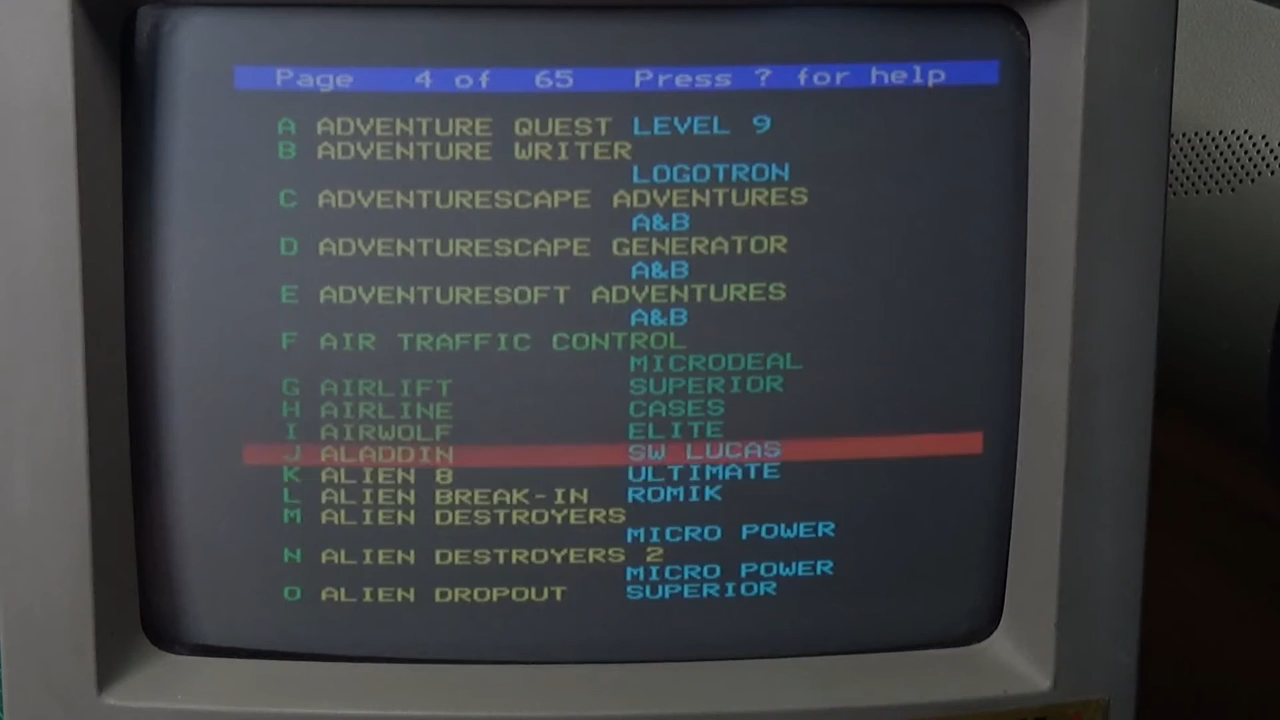 Page 4 of 65 Press ? for help
A ADVENTURE QUEST LEVEL 9
B ADVENTURE WRITER
LOGOTRON
C ADVENTURESCAPE ADVENTURES
A&B
D ADVENTURESCAPE GENERATOR
A&B
E ADVENTURESOFT ADVENTURES
A&B
F AIR TRAFFIC CONTROL
MICRODEAL
G AIRLIFT SUPERIOR
H AIRLINE CASES
I AIRWOLF ELITE
J ALADDIN SW LUCAS
K ALIEN 8 ULTIMATE
L ALIEN BREAK-IN ROMIK
M ALIEN DESTROYERS
MICRO POWER
N ALIEN DESTROYERS 2
MICRO POWER
O ALIEN DROPOUT SUPERIOR